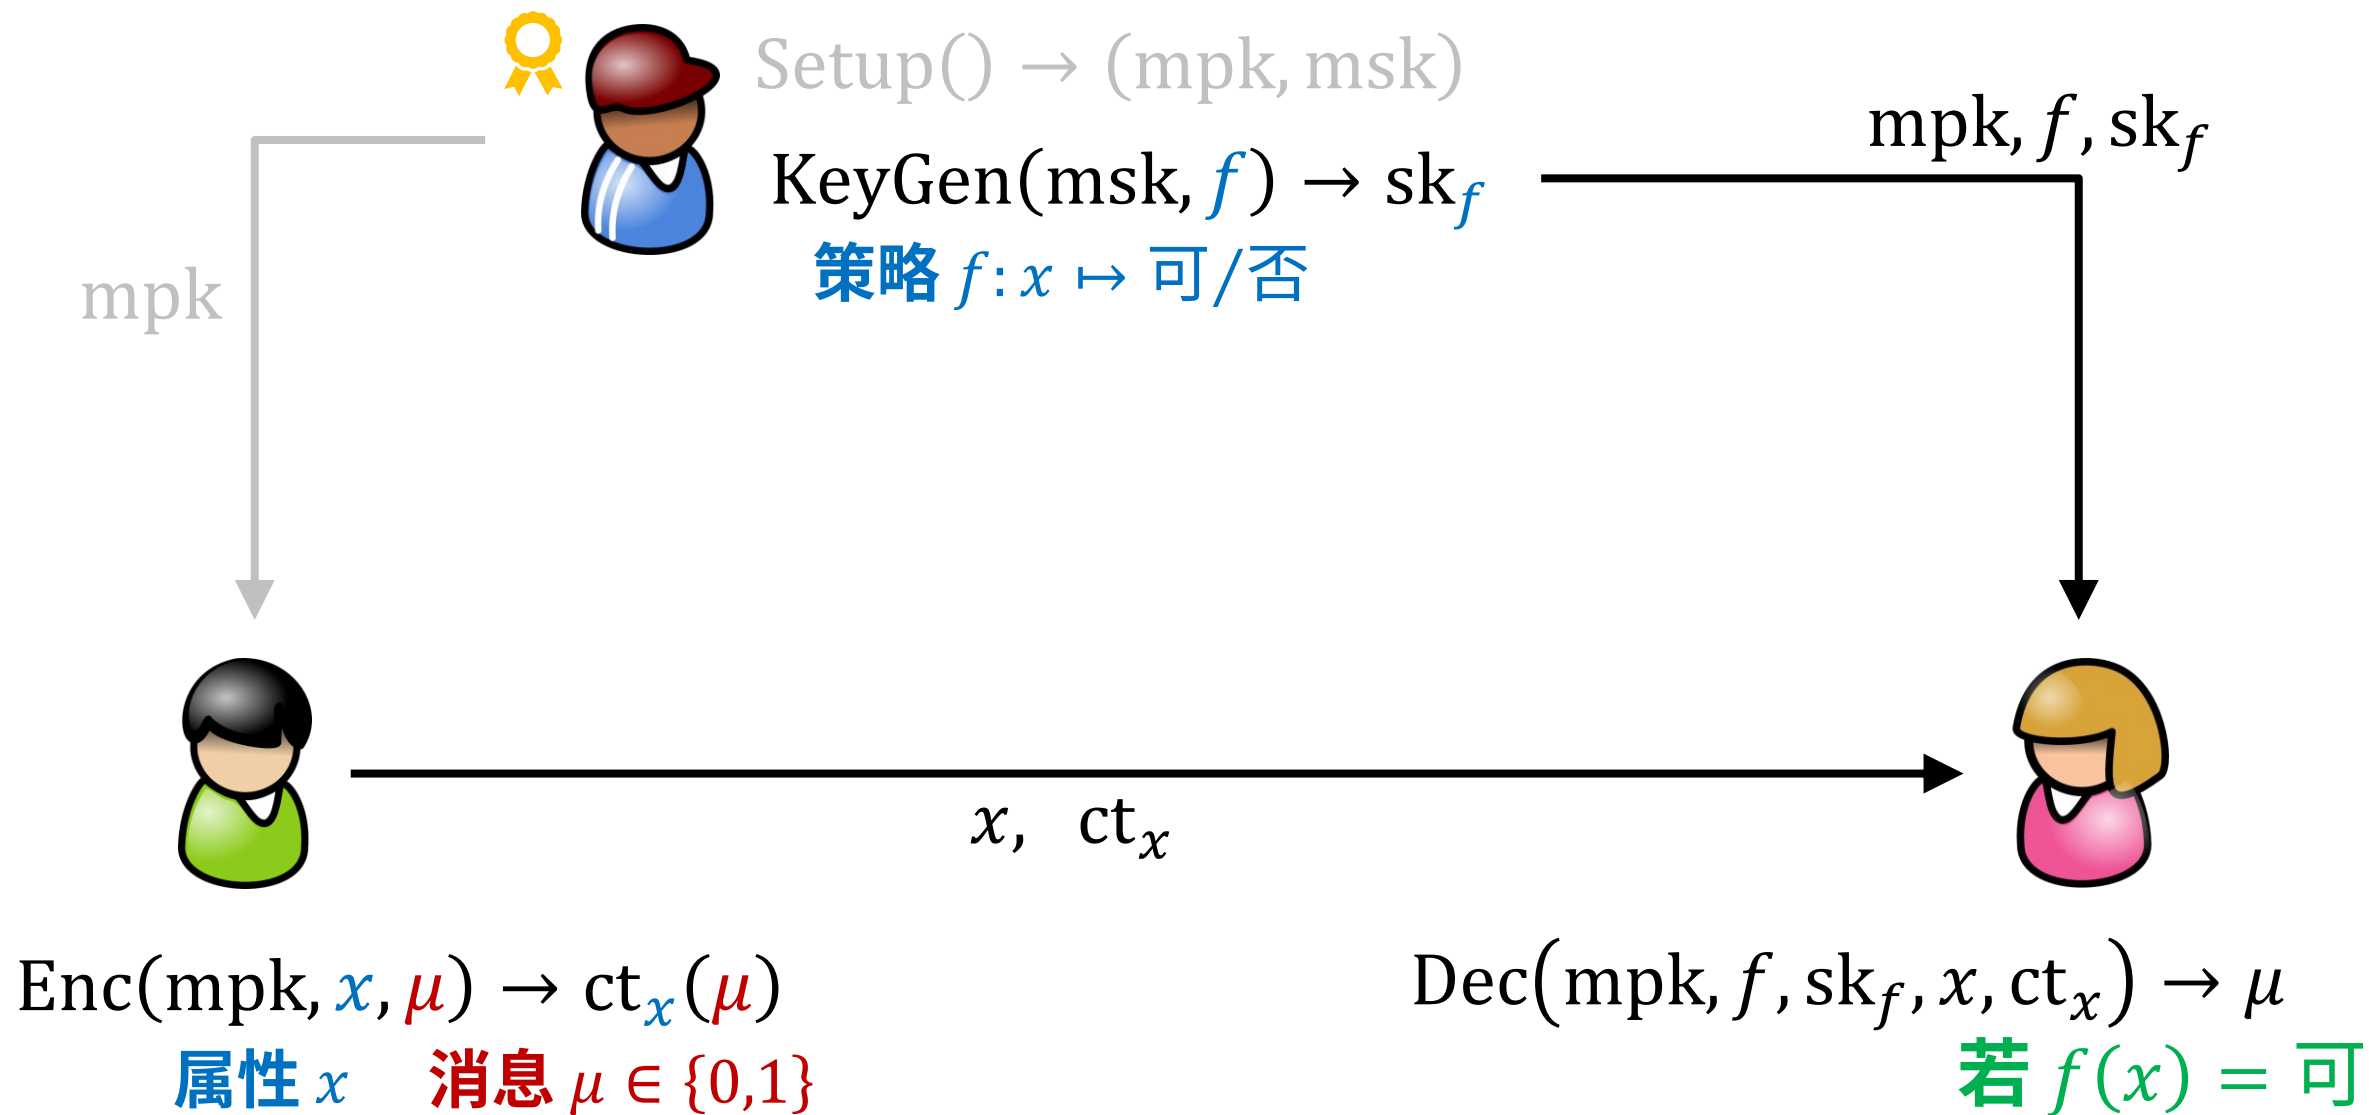 Setup() → (mpk, msk)
KeyGen(msk, f) → sk_f
策略 f: x ↦ 可/否
mpk, f, sk_f
mpk
x, ct_x
Enc(mpk, x, μ) → ct_x(μ)
属性 x 消息 μ ∈ {0,1}
Dec(mpk, f, sk_f, x, ct_x) → μ
若 f(x) = 可